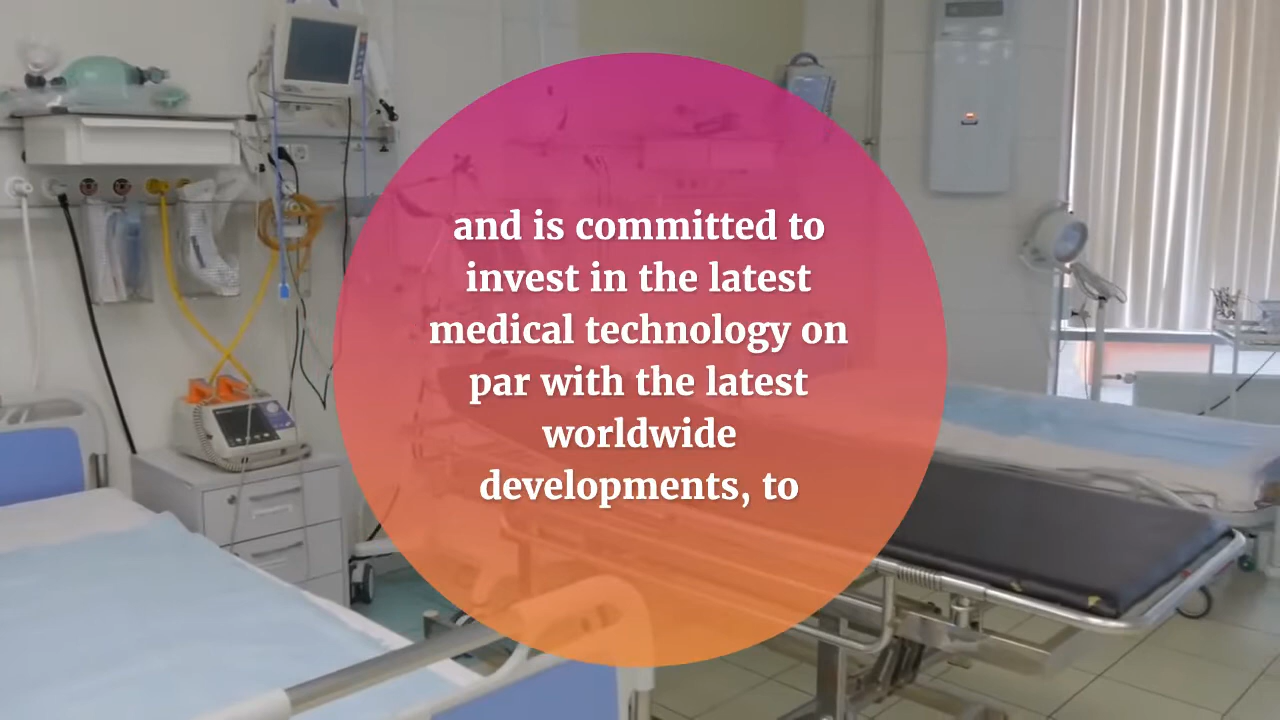 and is committed to
invest in the latest
medical technology on
par with the latest
worldwide
developments, to